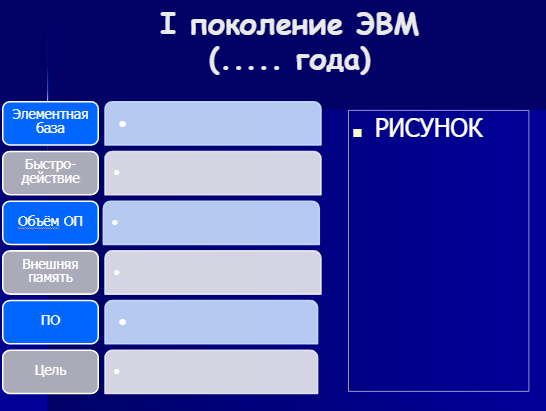 I поколение ЭВМ
(..... года)
Элементная
база
Быстро-
действие
Объём ОП
Внешняя
память
ПО
Цель
РИСУНОК